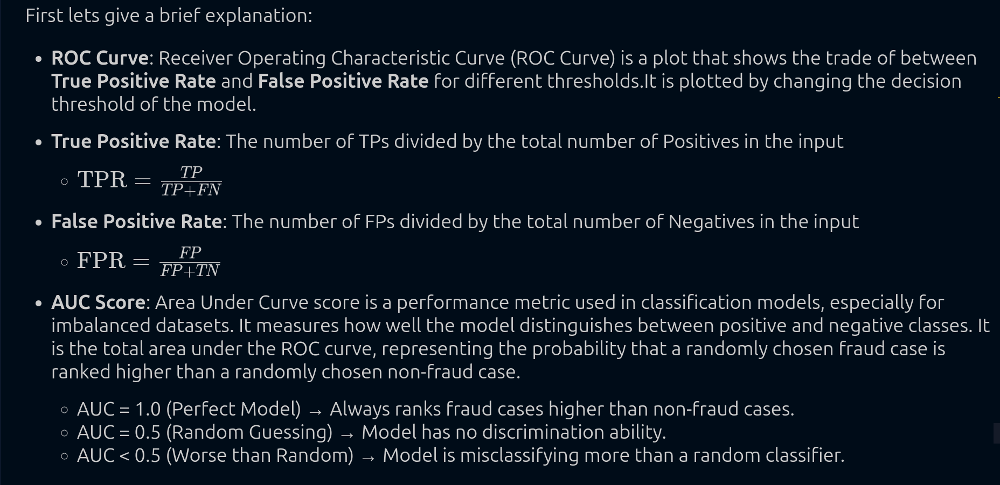 First lets give a brief explanation:
• ROC Curve: Receiver Operating Characteristic Curve (ROC Curve) is a plot that shows the trade of between
True Positive Rate and False Positive Rate for different thresholds.It is plotted by changing the decision
threshold of the model.
• True Positive Rate: The number of TPs divided by the total number of Positives in the input
◦ TPR = \frac{TP}{TP+FN}
• False Positive Rate: The number of FPs divided by the total number of Negatives in the input
◦ FPR = \frac{FP}{FP+TN}
• AUC Score: Area Under Curve score is a performance metric used in classification models, especially for
imbalanced datasets. It measures how well the model distinguishes between positive and negative classes. It
is the total area under the ROC curve, representing the probability that a randomly chosen fraud case is
ranked higher than a randomly chosen non-fraud case.
◦ AUC = 1.0 (Perfect Model) → Always ranks fraud cases higher than non-fraud cases.
◦ AUC = 0.5 (Random Guessing) → Model has no discrimination ability.
◦ AUC < 0.5 (Worse than Random) → Model is misclassifying more than a random classifier.